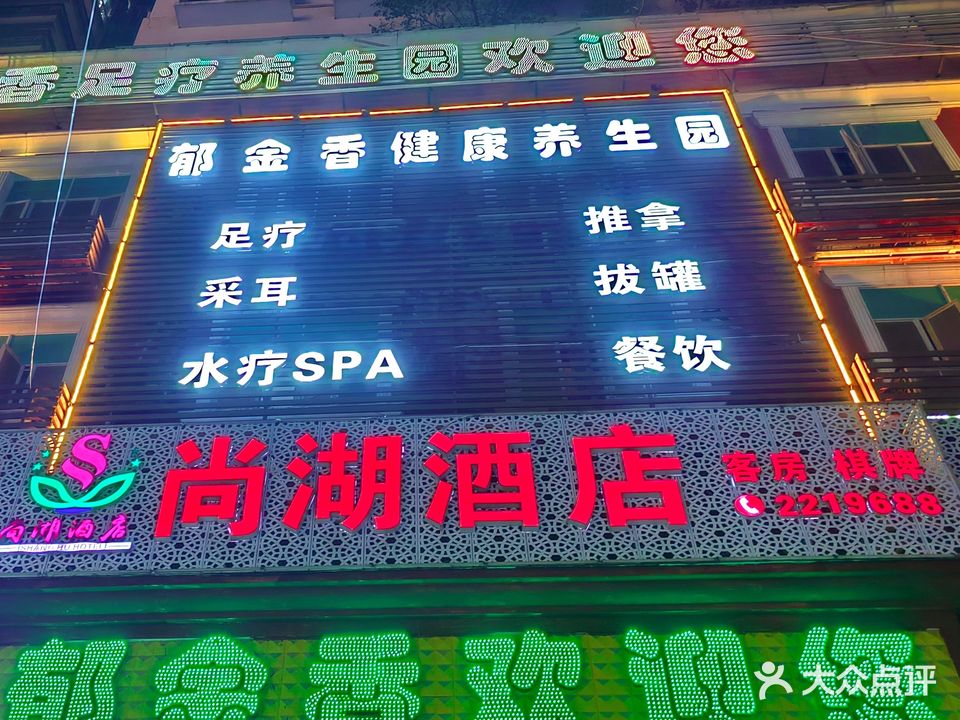 香足疗养生园欢迎您
郁金香健康养生园
足疗 推拿
采耳 拔罐
水疗SPA 餐饮
尚湖酒店
客房 棋牌
2219688
尚湖酒店
郁金香欢迎您
大众点评